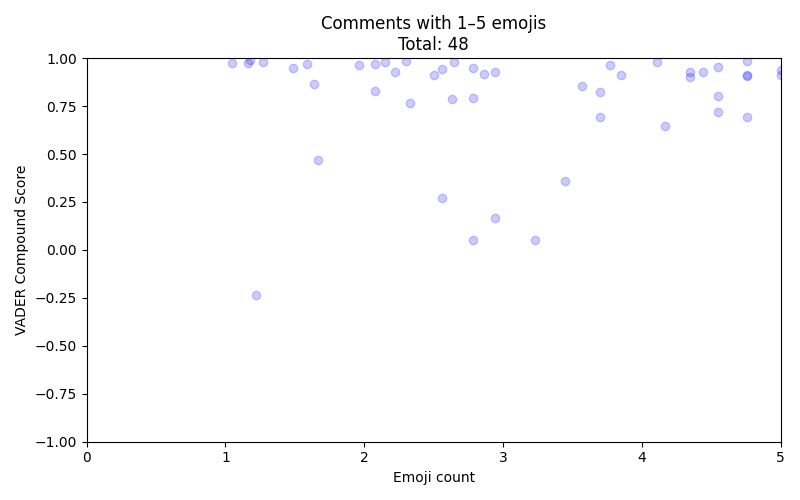 Comments with 1–5 emojis
Total: 48
1.00
0.75
0.50
0.25
0.00
−0.25
−0.50
−0.75
−1.00
VADER Compound Score
0 1 2 3 4 5
Emoji count